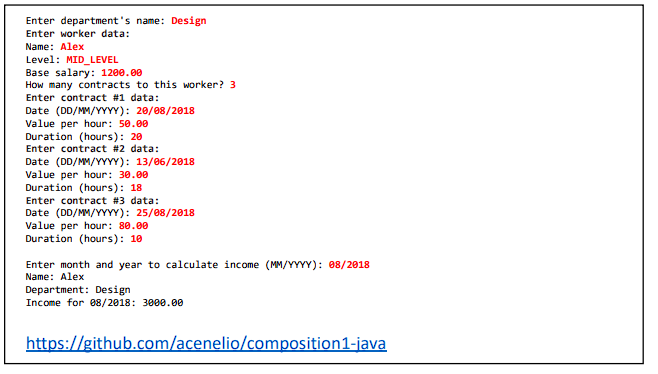 Enter department's name: Design
Enter worker data:
Name: Alex
Level: MID_LEVEL
Base salary: 1200.00
How many contracts to this worker? 3
Enter contract #1 data:
Date (DD/MM/YYYY): 20/08/2018
Value per hour: 50.00
Duration (hours): 20
Enter contract #2 data:
Date (DD/MM/YYYY): 13/06/2018
Value per hour: 30.00
Duration (hours): 18
Enter contract #3 data:
Date (DD/MM/YYYY): 25/08/2018
Value per hour: 80.00
Duration (hours): 10
Enter month and year to calculate income (MM/YYYY): 08/2018
Name: Alex
Department: Design
Income for 08/2018: 3000.00
https://github.com/acenelio/composition1-java